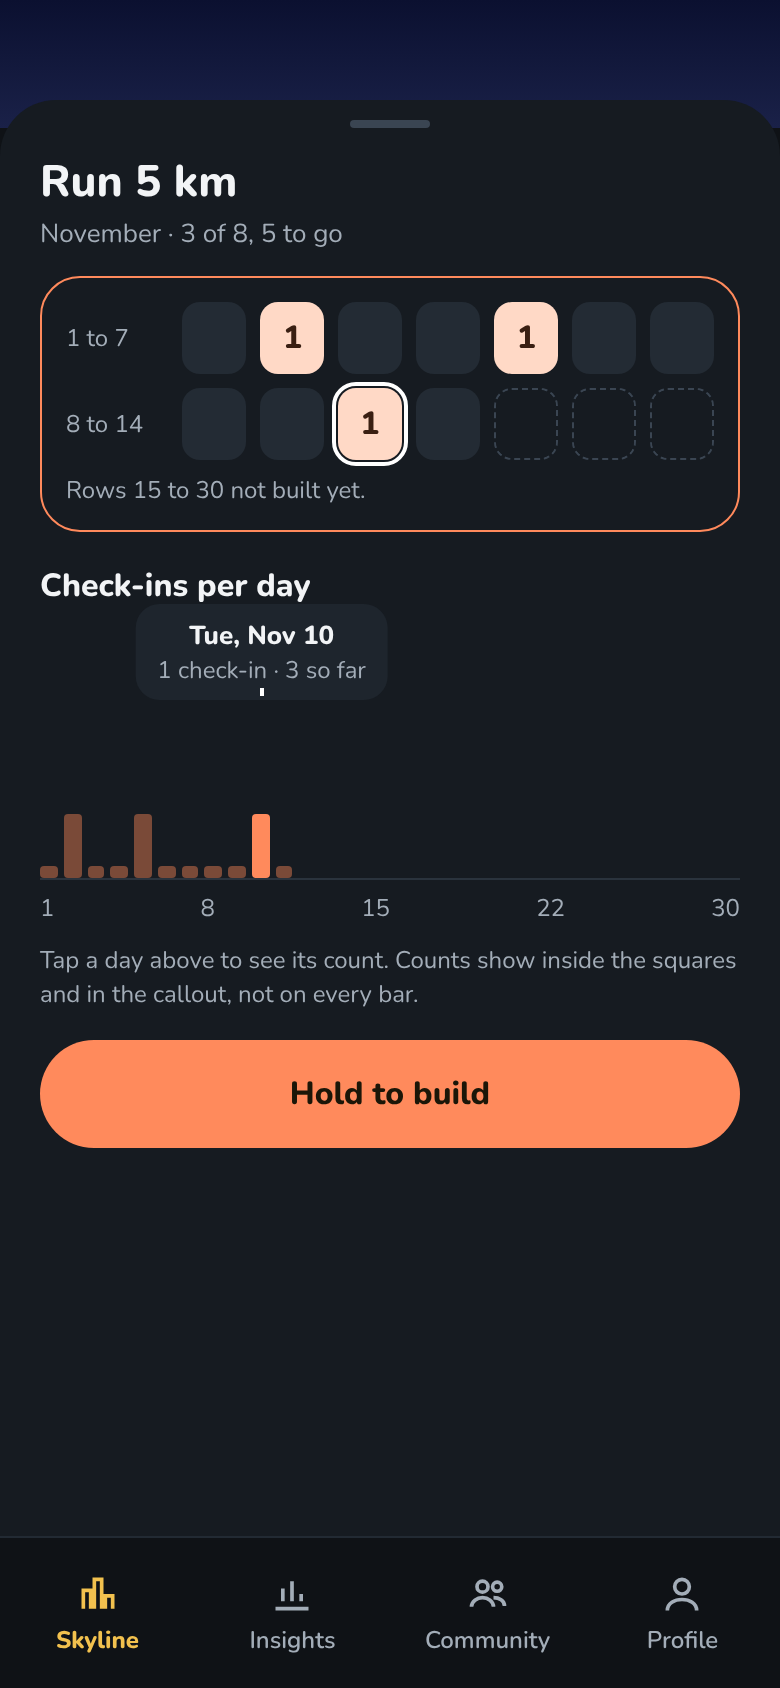 Run 5 km
November · 3 of 8, 5 to go
1 to 7
1
1
8 to 14
1
Rows 15 to 30 not built yet.
Check-ins per day
Tue, Nov 10
1 check-in · 3 so far
1 8 15 22 30
Tap a day above to see its count. Counts show inside the squares
and in the callout, not on every bar.
Hold to build
Skyline Insights Community Profile